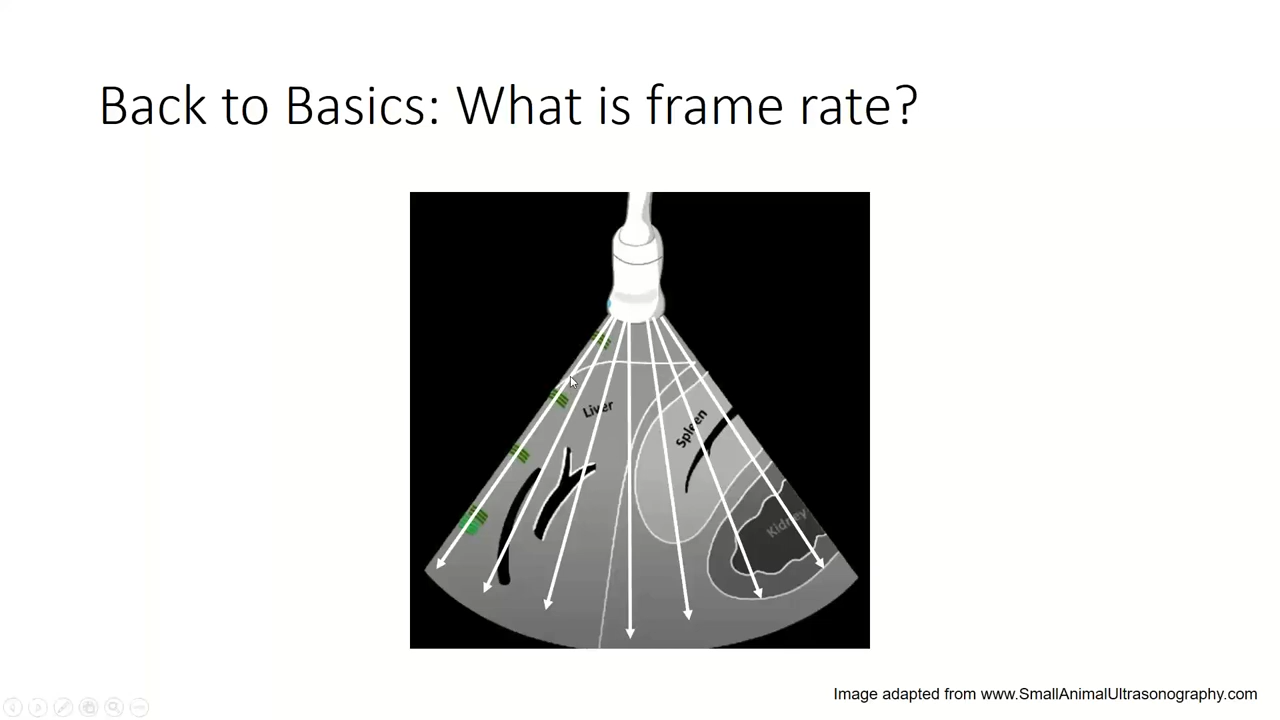 Back to Basics: What is frame rate?
Liver
Spleen
Kidney
Image adapted from www.SmallAnimalUltrasonography.com